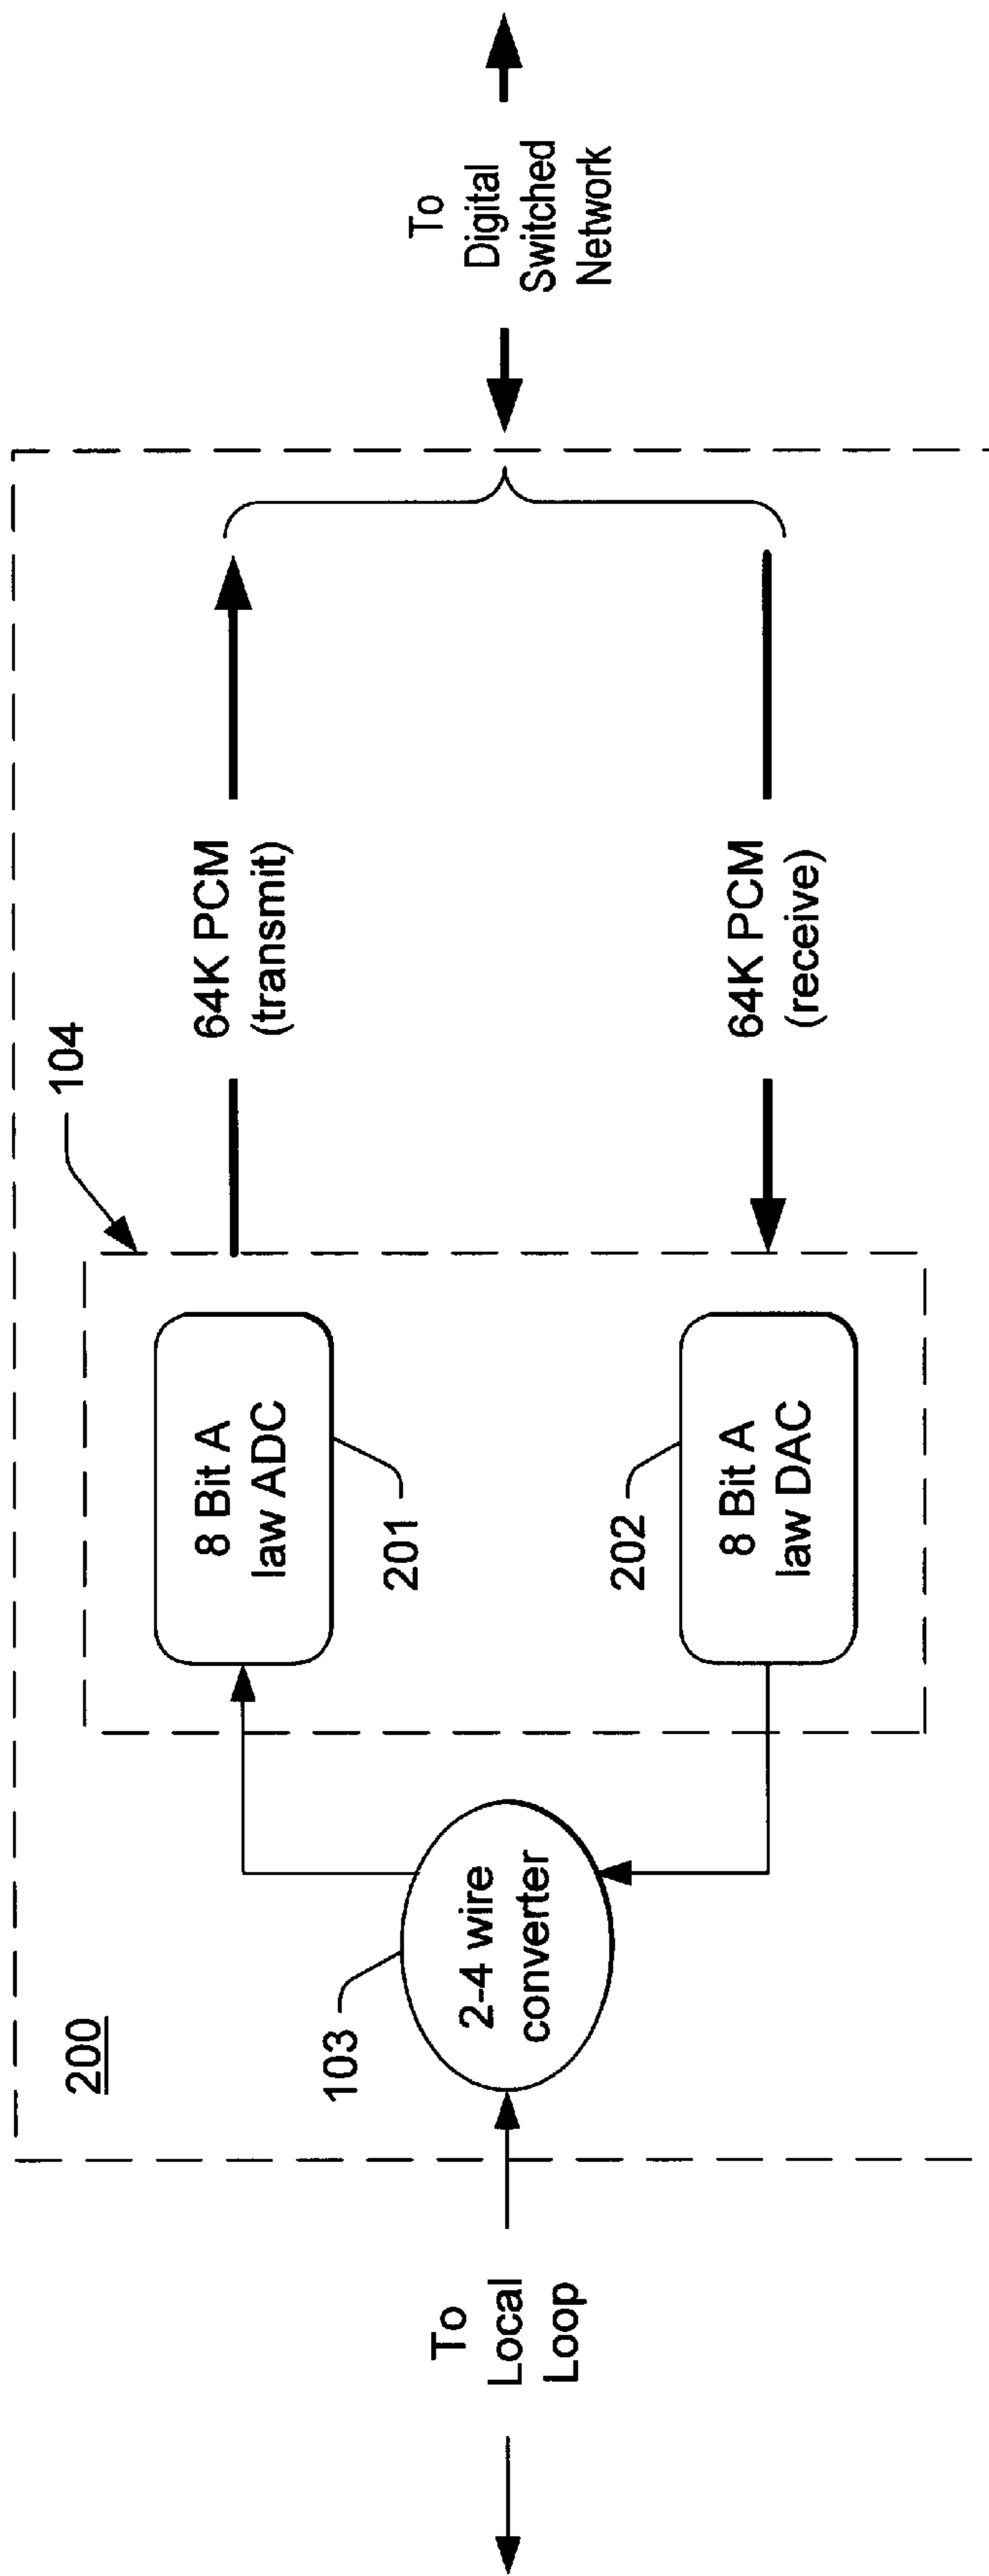 200
To
Local
Loop
103
2-4 wire
converter
104
8 Bit A
law ADC
201
202
8 Bit A
law DAC
64K PCM
(transmit)
64K PCM
(receive)
To
Digital
Switched
Network